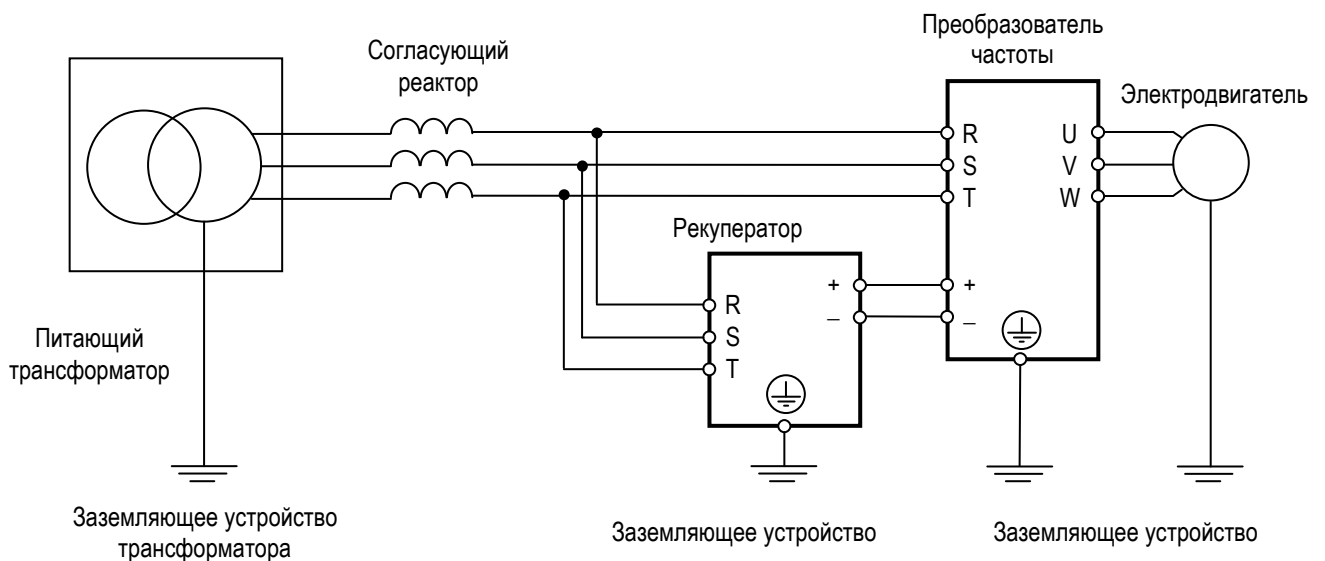 Преобразователь
частоты
Согласующий
реактор
Электродвигатель
R
U
S
V
T
W
Рекуператор
+
+
R
–
–
S
Питающий
трансформатор
T
Заземляющее устройство
трансформатора
Заземляющее устройство
Заземляющее устройство